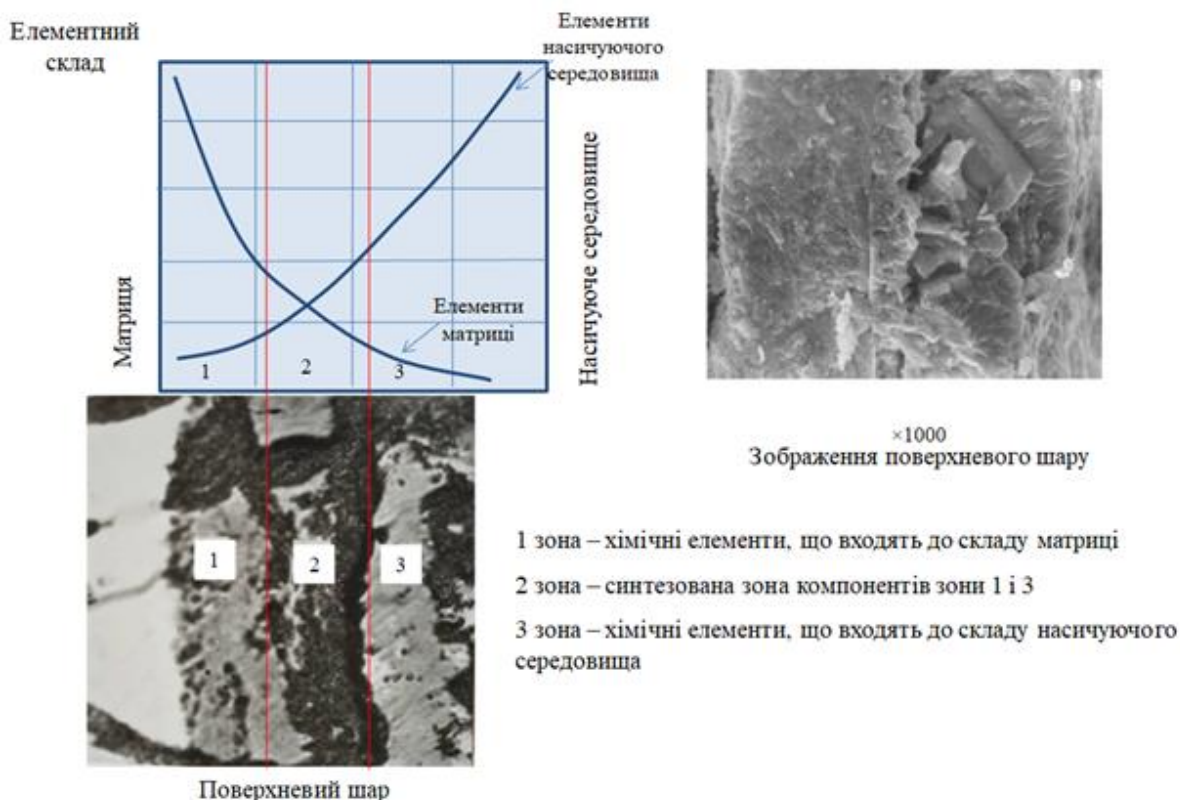 Елементний
склад
Елементи
насичуючого
середовища
Матриця
Насичуюче середовище
Елементи
матриці
1
2
3
1
2
3
Поверхневий шар
×1000
Зображення поверхневого шару
1 зона – хімічні елементи, що входять до складу матриці
2 зона – синтезована зона компонентів зони 1 і 3
3 зона – хімічні елементи, що входять до складу насичуючого
середовища